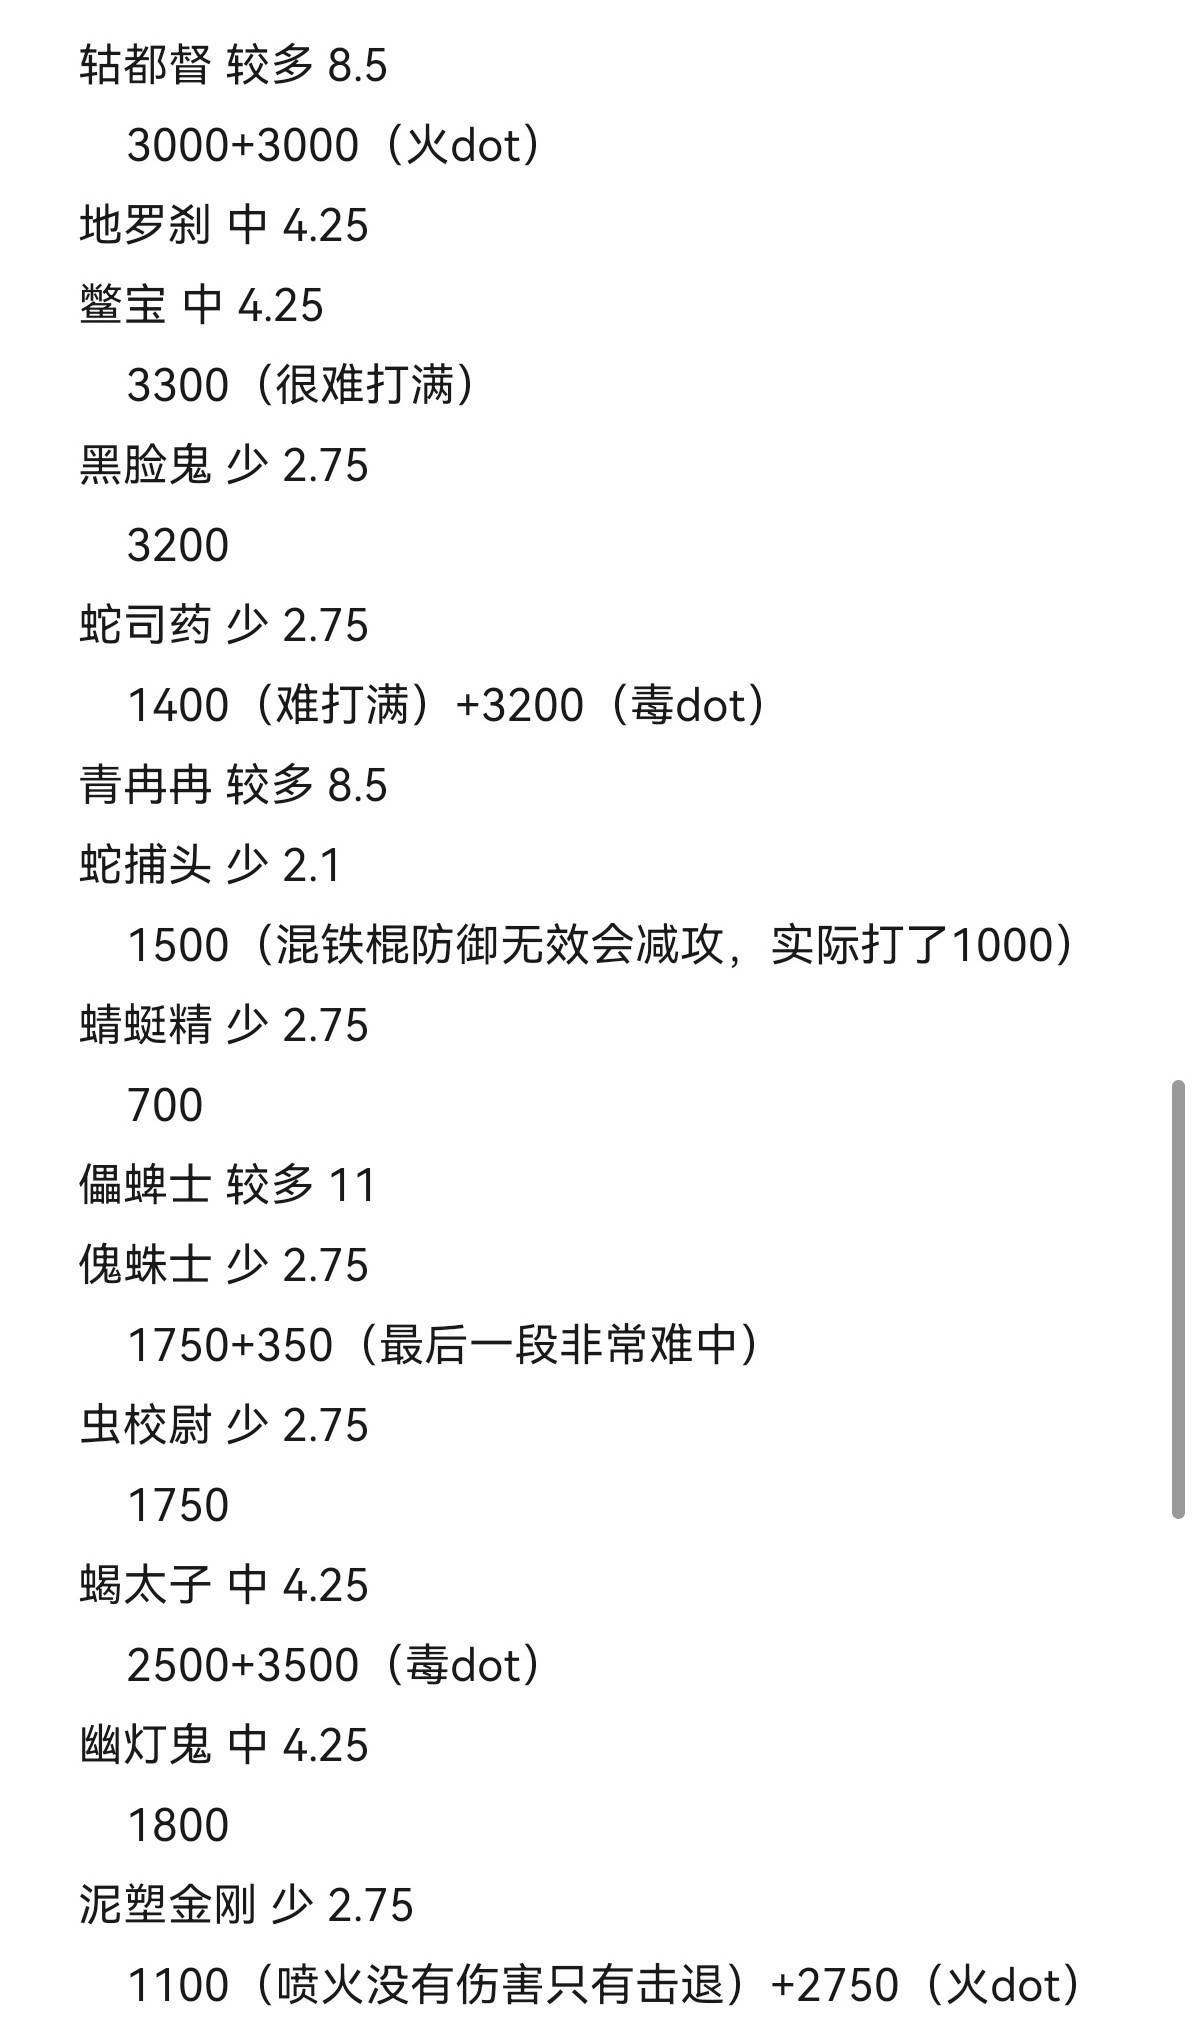 轱都督 较多 8.5
3000+3000（火dot）
地罗刹 中 4.25
鳖宝 中 4.25
3300（很难打满）
黑脸鬼 少 2.75
3200
蛇司药 少 2.75
1400（难打满）+3200（毒dot）
青冉冉 较多 8.5
蛇捕头 少 2.1
1500（混铁棍防御无效会减攻，实际打了1000）
蜻蜓精 少 2.75
700
儡蜱士 较多 11
傀蛛士 少 2.75
1750+350（最后一段非常难中）
虫校尉 少 2.75
1750
蝎太子 中 4.25
2500+3500（毒dot）
幽灯鬼 中 4.25
1800
泥塑金刚 少 2.75
1100（喷火没有伤害只有击退）+2750（火dot）